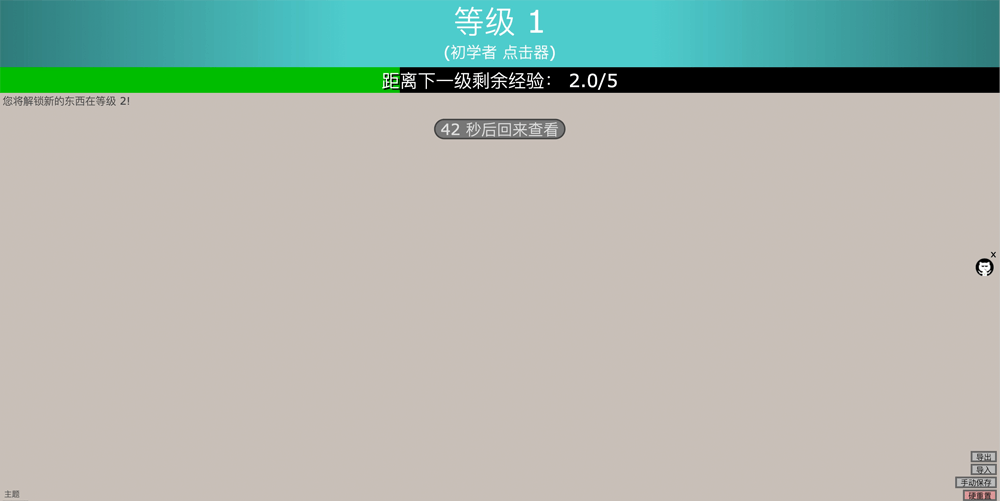 等级 1
(初学者 点击器)
距离下一级剩余经验： 2.0/5
您将解锁新的东西在等级 2!
42 秒后回来查看
x
导出
导入
手动保存
硬重置
主题